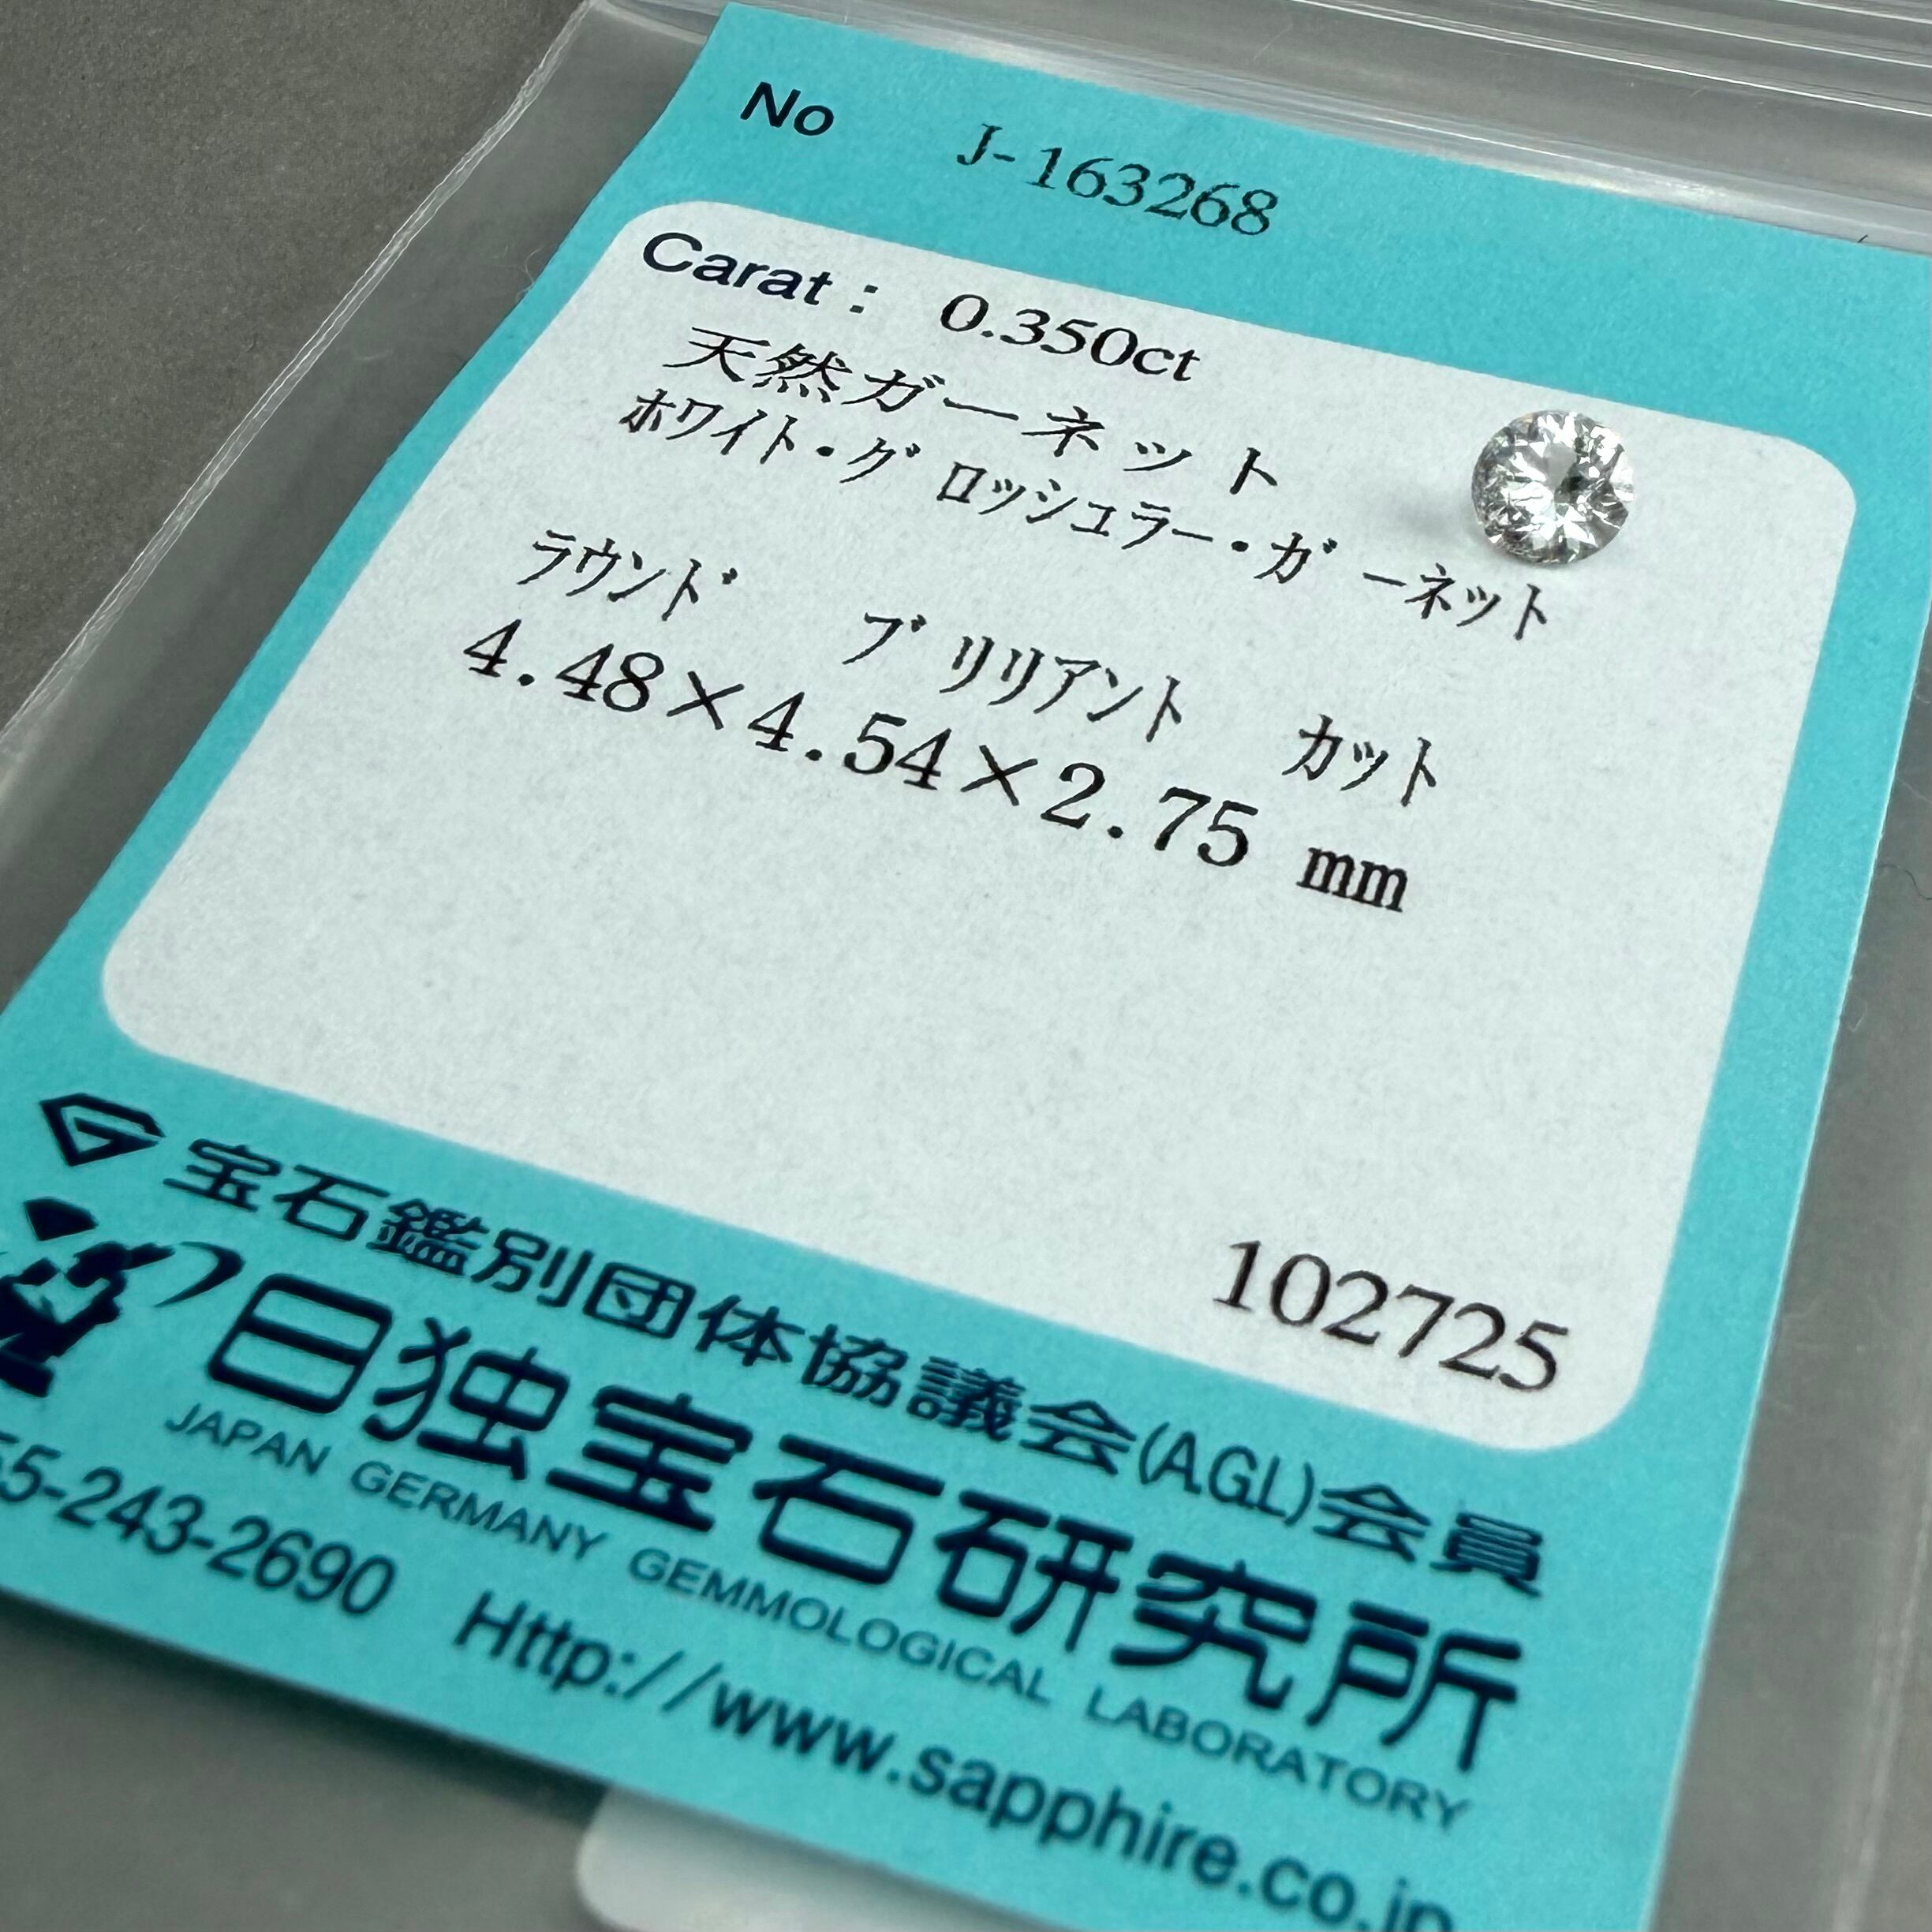 No J-163268
Carat： 0.350ct
天然ガーネット
ﾎﾜｲﾄ・ｸﾞﾛｯｼｭﾗｰ・ｶﾞｰﾈｯﾄ
ﾗｳﾝﾄﾞ ﾌﾞﾘﾘｱﾝﾄ ｶｯﾄ
4.48×4.54×2.75 mm
102725
宝石鑑別団体協議会(A.G.L)会員
日独宝石研究所
JAPAN GERMANY GEMMOLOGICAL LABORATORY
55-243-2690 Http://www.sapphire.co.jp